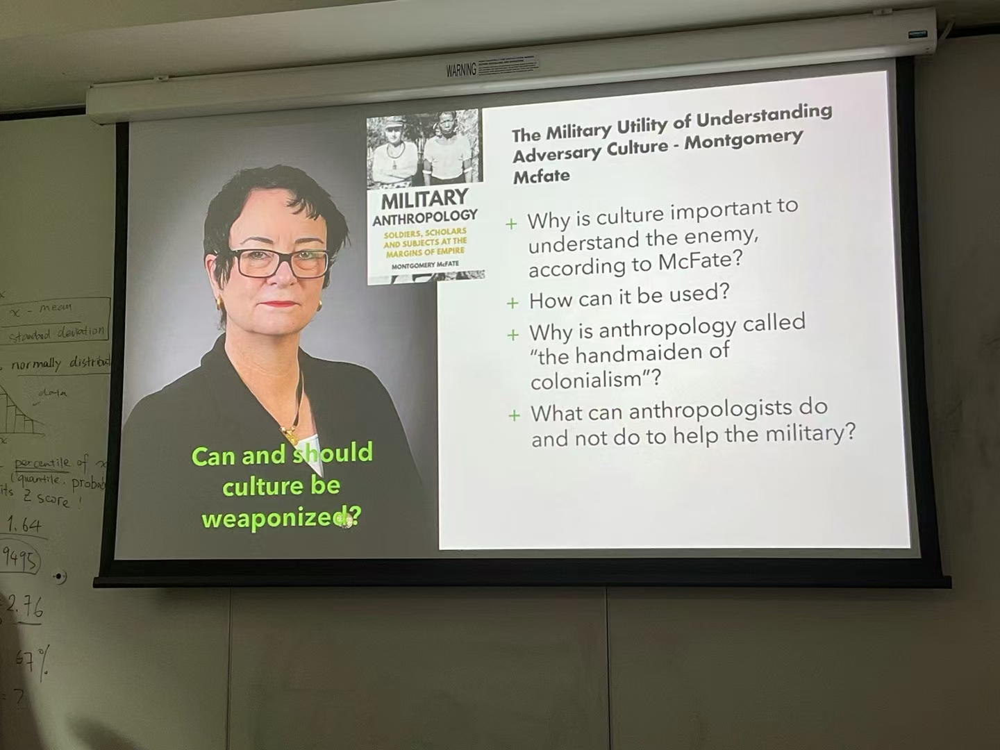 WARNING
MILITARY
ANTHROPOLOGY
SOLDIERS, SCHOLARS
AND SUBJECTS AT THE
MARGINS OF EMPIRE
MONTGOMERY McFATE
Can and should
culture be
weaponized?
The Military Utility of Understanding
Adversary Culture - Montgomery
Mcfate
+ Why is culture important to
understand the enemy,
according to McFate?
+ How can it be used?
+ Why is anthropology called
"the handmaiden of
colonialism"?
+ What can anthropologists do
and not do to help the military?
x - mean
standard deviation
normally distribut
data
x
percentile of x
(quantile, probab
its Z score!
1.64
9495
2.76
67%
= ?